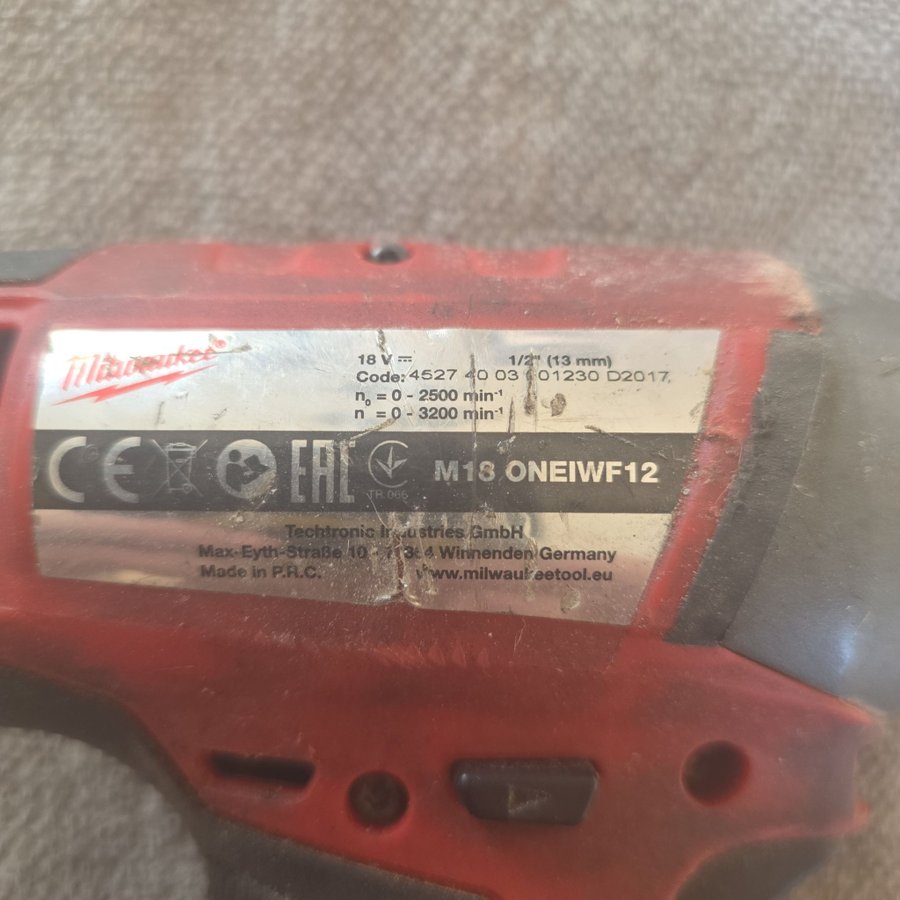 Milwaukee
18 V 1/2" (13 mm)
Code: 4527 40 03 01230 D2017
n₀ = 0 - 2500 min⁻¹
n = 0 - 3200 min⁻¹
CE EAC TR 066 M18 ONEIWF12
Techtronic Industries GmbH
Max-Eyth-Straße 10 - Winnenden Germany
Made in P.R.C. www.milwaukeetool.eu